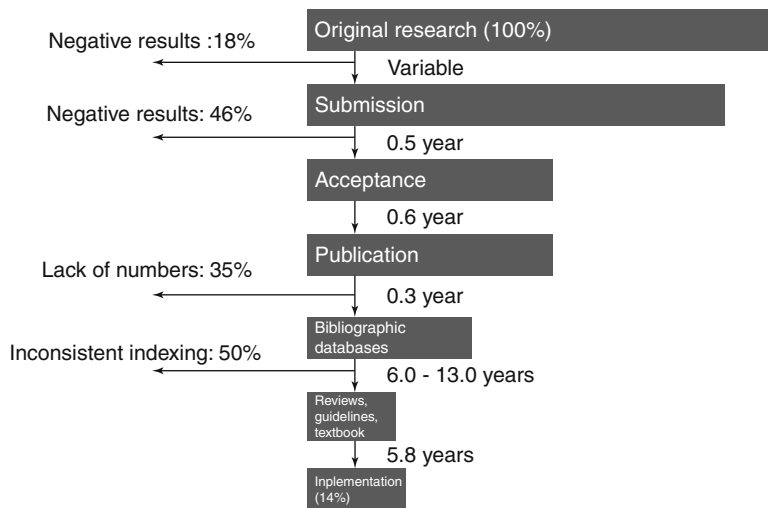 Original research (100%)
Negative results :18%
Variable
Submission
Negative results: 46%
0.5 year
Acceptance
0.6 year
Publication
Lack of numbers: 35%
0.3 year
Bibliographic
databases
Inconsistent indexing: 50%
6.0 - 13.0 years
Reviews,
guidelines,
textbook
5.8 years
Inplementation
(14%)